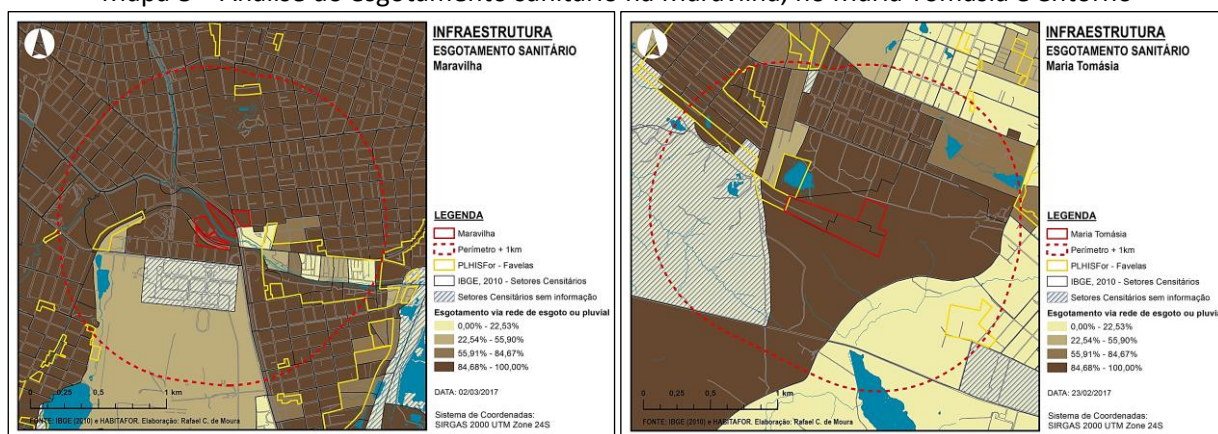 Mapa 3 – Análise do esgotamento sanitário na Maravilha, no Maria Tomásia e entorno
INFRAESTRUTURA
ESGOTAMENTO SANITÁRIO
Maravilha
LEGENDA
Maravilha
Perímetro + 1km
PLHISFor - Favelas
IBGE, 2010 - Setores Censitários
Setores Censitários sem informação
Esgotamento via rede de esgoto ou pluvial
0,00% - 22,53%
22,54% - 55,90%
55,91% - 84,67%
84,68% - 100,00%
DATA: 02/03/2017
Sistema de Coordenadas:
SIRGAS 2000 UTM Zone 24S
0 0,25 0,5 1 km
FONTE: IBGE (2010) e HABITAFOR. Elaboração: Rafael C. de Moura
INFRAESTRUTURA
ESGOTAMENTO SANITÁRIO
Maria Tomásia
LEGENDA
Maria Tomásia
Perímetro + 1km
PLHISFor - Favelas
IBGE, 2010 - Setores Censitários
Setores Censitários sem informação
Esgotamento via rede de esgoto ou pluvial
0,00% - 22,53%
22,54% - 55,90%
55,91% - 84,67%
84,68% - 100,00%
DATA: 23/02/2017
Sistema de Coordenadas:
SIRGAS 2000 UTM Zone 24S
0 0,25 0,5 1 km
FONTE: IBGE (2010) e HABITAFOR. Elaboração: Rafael C. de Moura